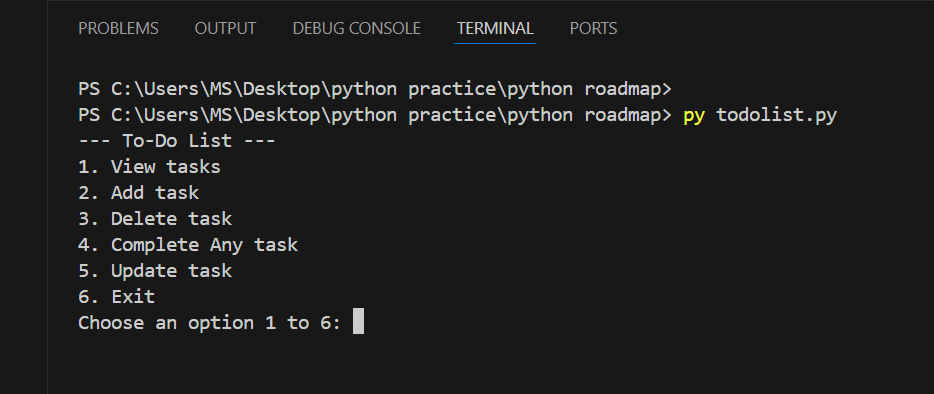 PROBLEMS OUTPUT DEBUG CONSOLE TERMINAL PORTS
PS C:\Users\MS\Desktop\python practice\python roadmap>
PS C:\Users\MS\Desktop\python practice\python roadmap> py todolist.py
--- To-Do List ---
1. View tasks
2. Add task
3. Delete task
4. Complete Any task
5. Update task
6. Exit
Choose an option 1 to 6: